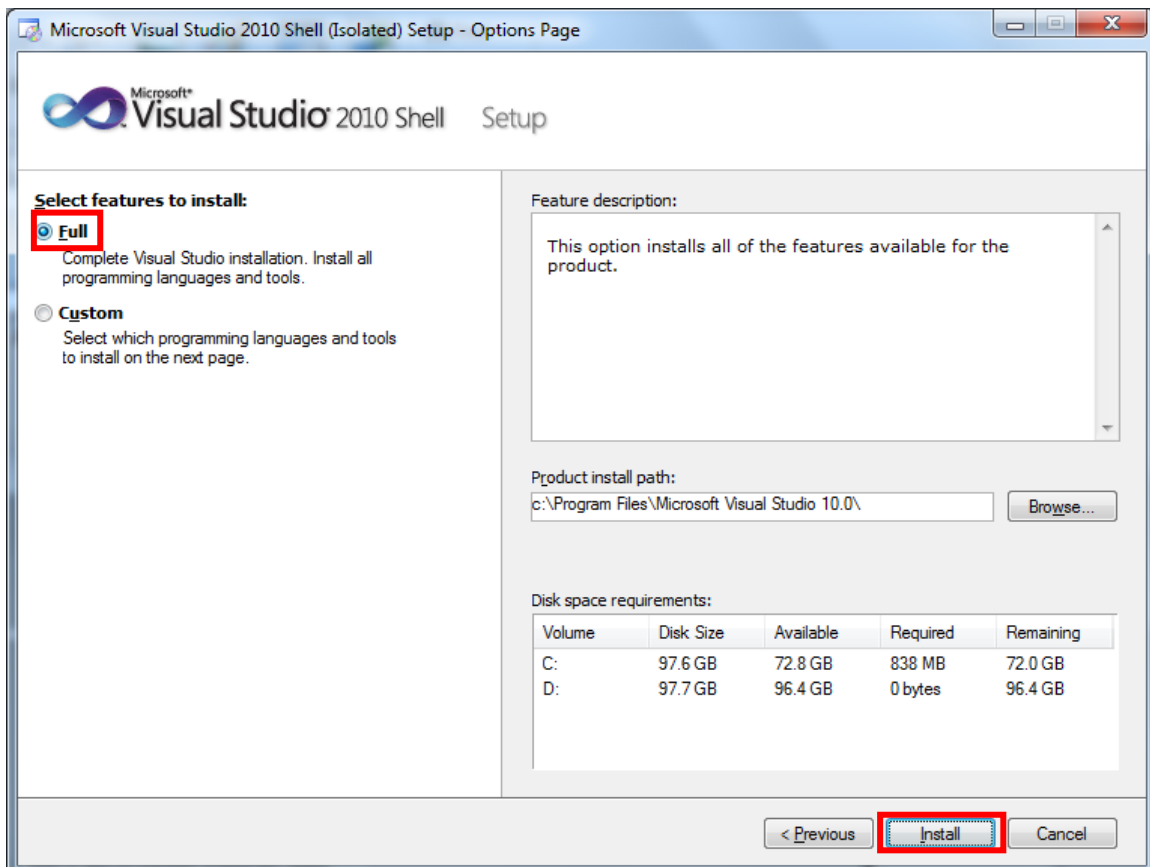 Microsoft Visual Studio 2010 Shell (Isolated) Setup - Options Page
Microsoft®
Visual Studio® 2010 Shell Setup
Select features to install:
Full
Complete Visual Studio installation. Install all
programming languages and tools.
Custom
Select which programming languages and tools
to install on the next page.
Feature description:
This option installs all of the features available for the
product.
Product install path:
c:\Program Files\Microsoft Visual Studio 10.0\
Browse...
Disk space requirements:
Volume Disk Size Available Required Remaining
C: 97.6 GB 72.8 GB 838 MB 72.0 GB
D: 97.7 GB 96.4 GB 0 bytes 96.4 GB
< Previous Install Cancel